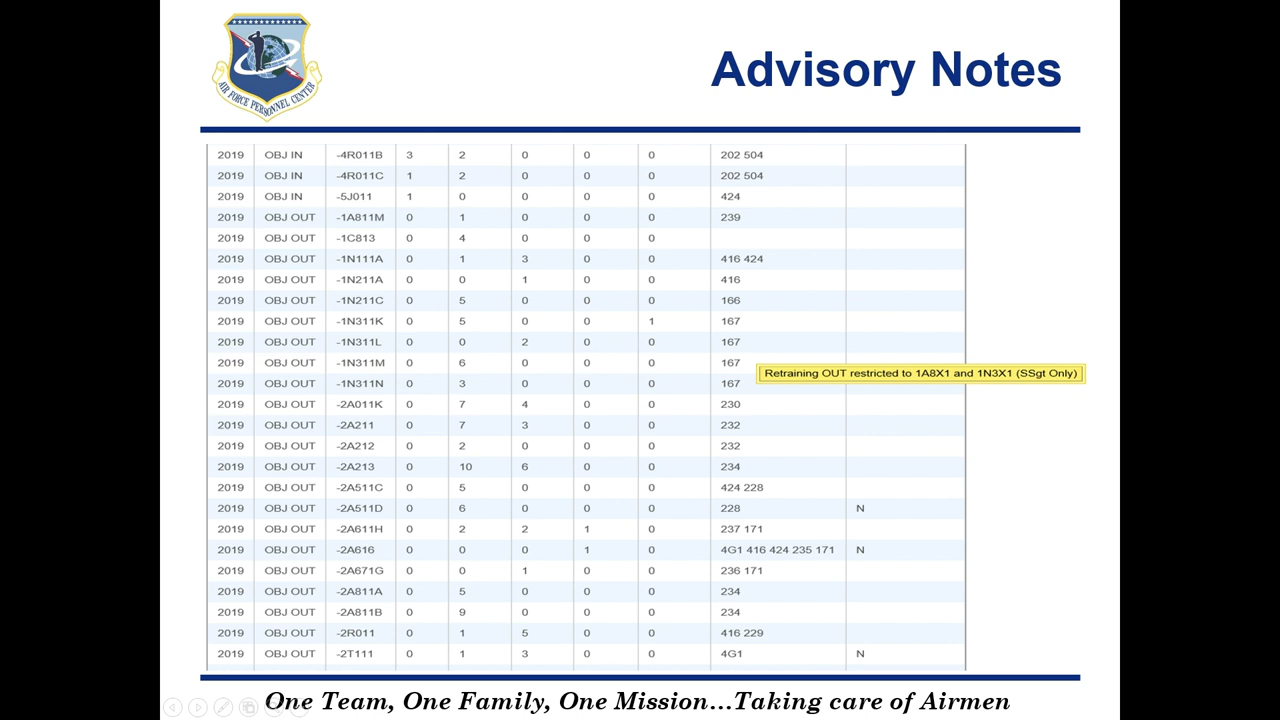 AIR FORCE PERSONNEL CENTER
Advisory Notes
2019 OBJ IN -4R011B 3 2 0 0 0 202 504
2019 OBJ IN -4R011C 1 2 0 0 0 202 504
2019 OBJ IN -5J011 1 0 0 0 0 424
2019 OBJ OUT -1A811M 0 1 0 0 0 239
2019 OBJ OUT -1C813 0 4 0 0 0
2019 OBJ OUT -1N111A 0 1 3 0 0 416 424
2019 OBJ OUT -1N211A 0 0 1 0 0 416
2019 OBJ OUT -1N211C 0 5 0 0 0 166
2019 OBJ OUT -1N311K 0 5 0 0 1 167
2019 OBJ OUT -1N311L 0 0 2 0 0 167
2019 OBJ OUT -1N311M 0 6 0 0 0 167
Retraining OUT restricted to 1A8X1 and 1N3X1 (SSgt Only)
2019 OBJ OUT -1N311N 0 3 0 0 0 167
2019 OBJ OUT -2A011K 0 7 4 0 0 230
2019 OBJ OUT -2A211 0 7 3 0 0 232
2019 OBJ OUT -2A212 0 2 0 0 0 232
2019 OBJ OUT -2A213 0 10 6 0 0 234
2019 OBJ OUT -2A511C 0 5 0 0 0 424 228
2019 OBJ OUT -2A511D 0 6 0 0 0 228 N
2019 OBJ OUT -2A611H 0 2 2 1 0 237 171
2019 OBJ OUT -2A616 0 0 0 1 0 4G1 416 424 235 171 N
2019 OBJ OUT -2A671G 0 0 1 0 0 236 171
2019 OBJ OUT -2A811A 0 5 0 0 0 234
2019 OBJ OUT -2A811B 0 9 0 0 0 234
2019 OBJ OUT -2R011 0 1 5 0 0 416 229
2019 OBJ OUT -2T111 0 1 3 0 0 4G1 N
One Team, One Family, One Mission…Taking care of Airmen